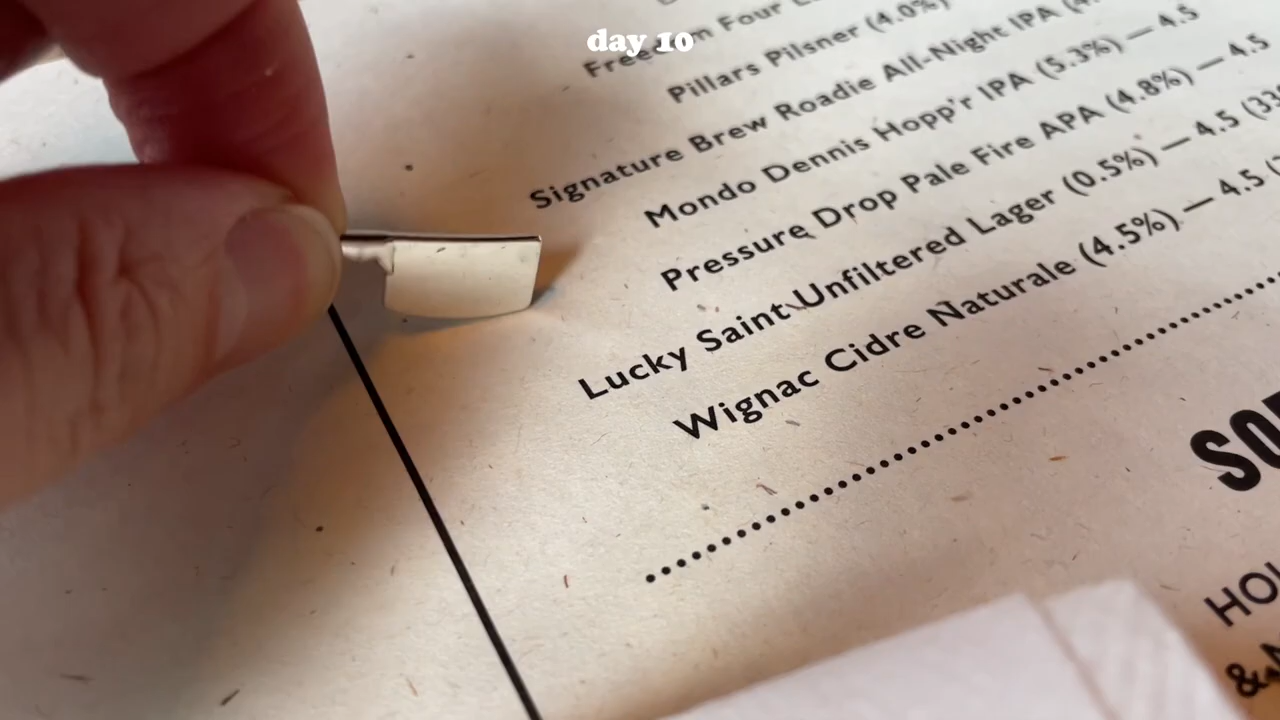 day 10
Freedom Four
Pillars Pilsner (4.0%)
Signature Brew Roadie All-Night IPA
Mondo Dennis Hopp'r IPA (5.3%) — 4.5
Pressure Drop Pale Fire APA (4.8%) — 4.5
Lucky Saint Unfiltered Lager (0.5%) — 4.5
Wignac Cidre Naturale (4.5%) — 4.5